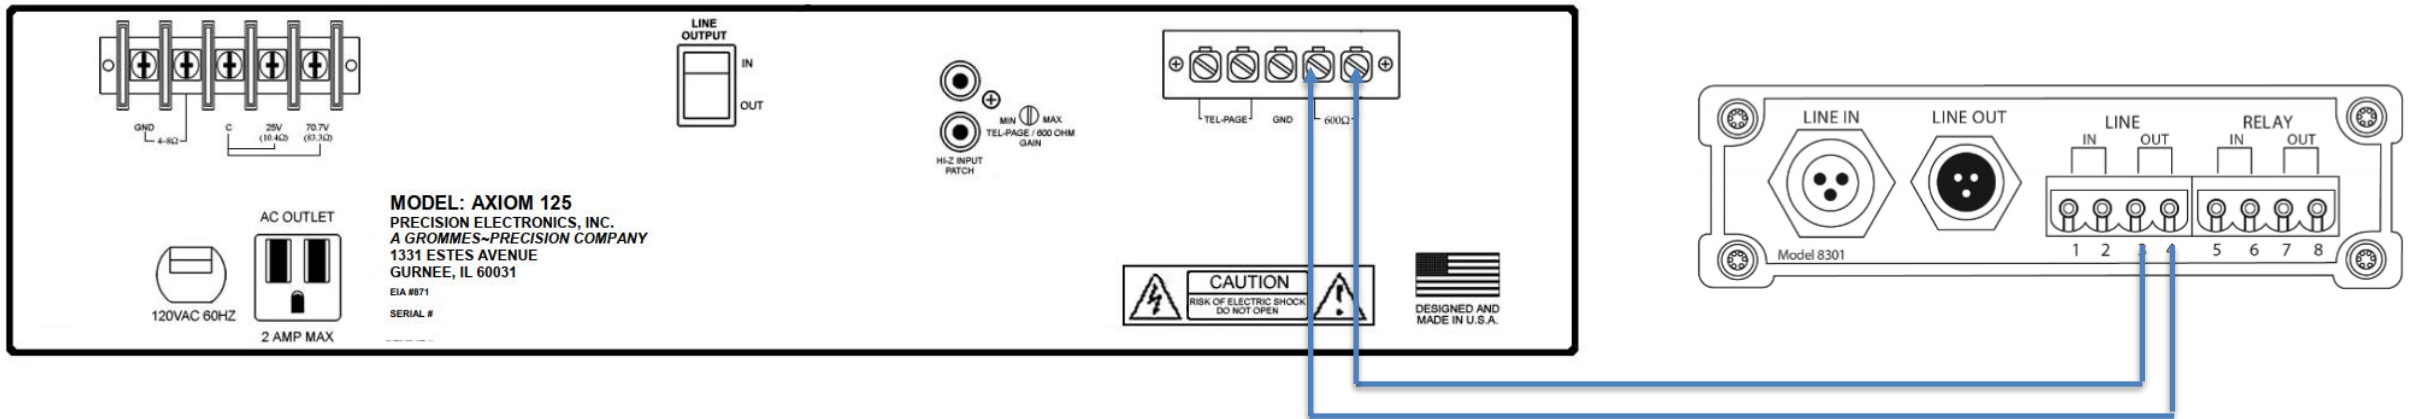 GND
4-8Ω
C
25V
(10.4Ω)
70.7V
(83.3Ω)
LINE
OUTPUT
IN
OUT
HI-Z INPUT
PATCH
MIN MAX
TEL-PAGE / 600 OHM
GAIN
TEL-PAGE
GND
600Ω
MODEL: AXIOM 125
PRECISION ELECTRONICS, INC.
A GROMMES~PRECISION COMPANY
1331 ESTES AVENUE
GURNEE, IL 60031
EIA #871
SERIAL #
120VAC 60HZ
AC OUTLET
2 AMP MAX
CAUTION
RISK OF ELECTRIC SHOCK
DO NOT OPEN
DESIGNED AND
MADE IN U.S.A.
LINE IN
LINE OUT
LINE
IN OUT
RELAY
IN OUT
1 2 3 4 5 6 7 8
Model 8301